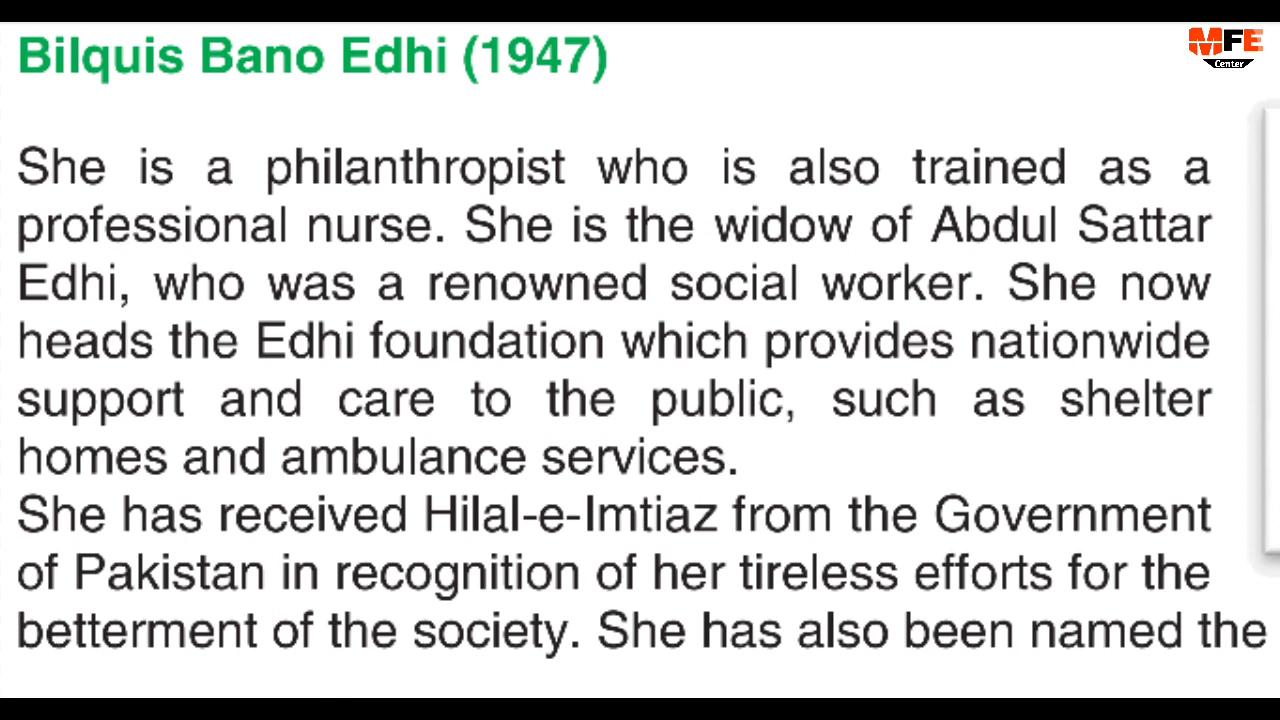 Bilquis Bano Edhi (1947)
MFE
Center
She is a philanthropist who is also trained as a
professional nurse. She is the widow of Abdul Sattar
Edhi, who was a renowned social worker. She now
heads the Edhi foundation which provides nationwide
support and care to the public, such as shelter
homes and ambulance services.
She has received Hilal-e-Imtiaz from the Government
of Pakistan in recognition of her tireless efforts for the
betterment of the society. She has also been named the